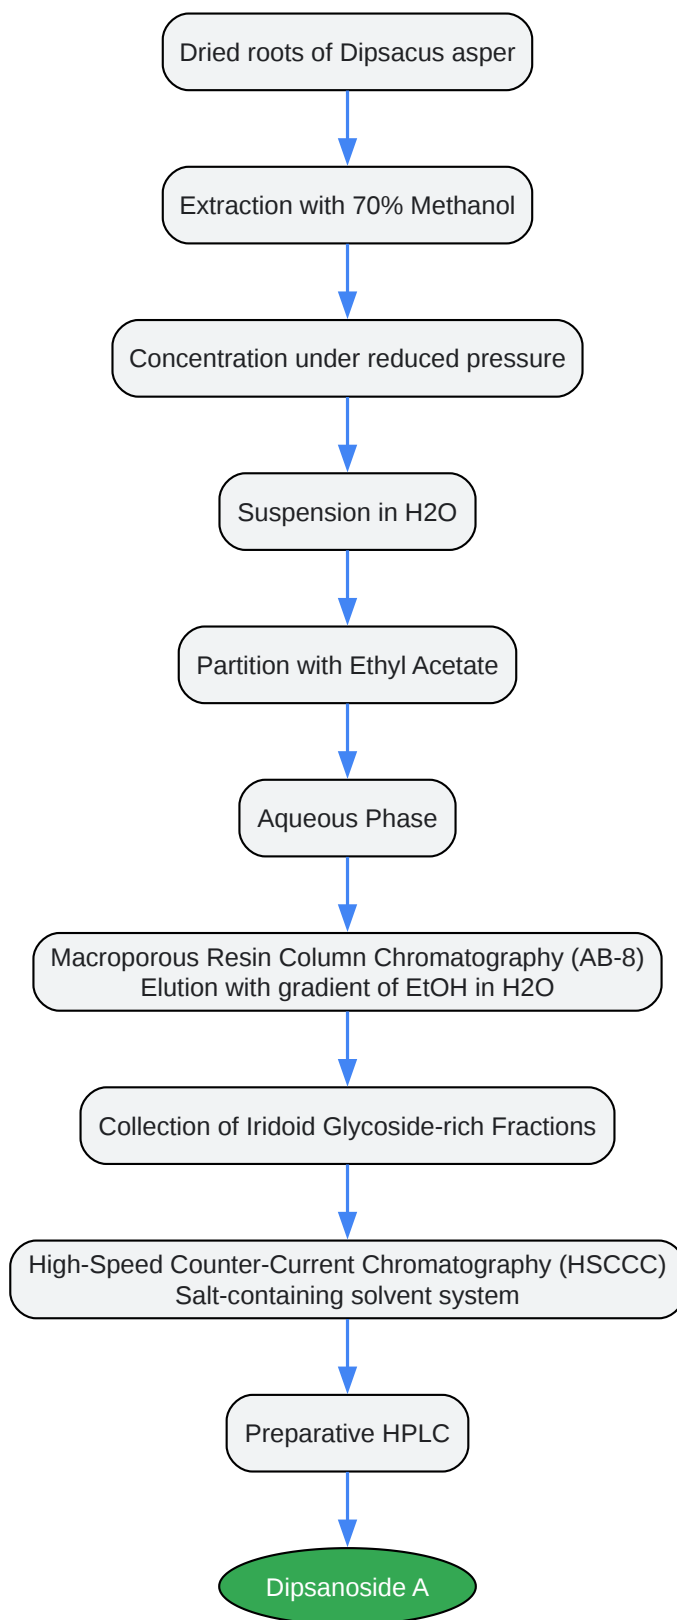 Dried roots of Dipsacus asper
Extraction with 70% Methanol
Concentration under reduced pressure
Suspension in H2O
Partition with Ethyl Acetate
Aqueous Phase
Macroporous Resin Column Chromatography (AB-8)
Elution with gradient of EtOH in H2O
Collection of Iridoid Glycoside-rich Fractions
High-Speed Counter-Current Chromatography (HSCCC)
Salt-containing solvent system
Preparative HPLC
Dipsanoside A